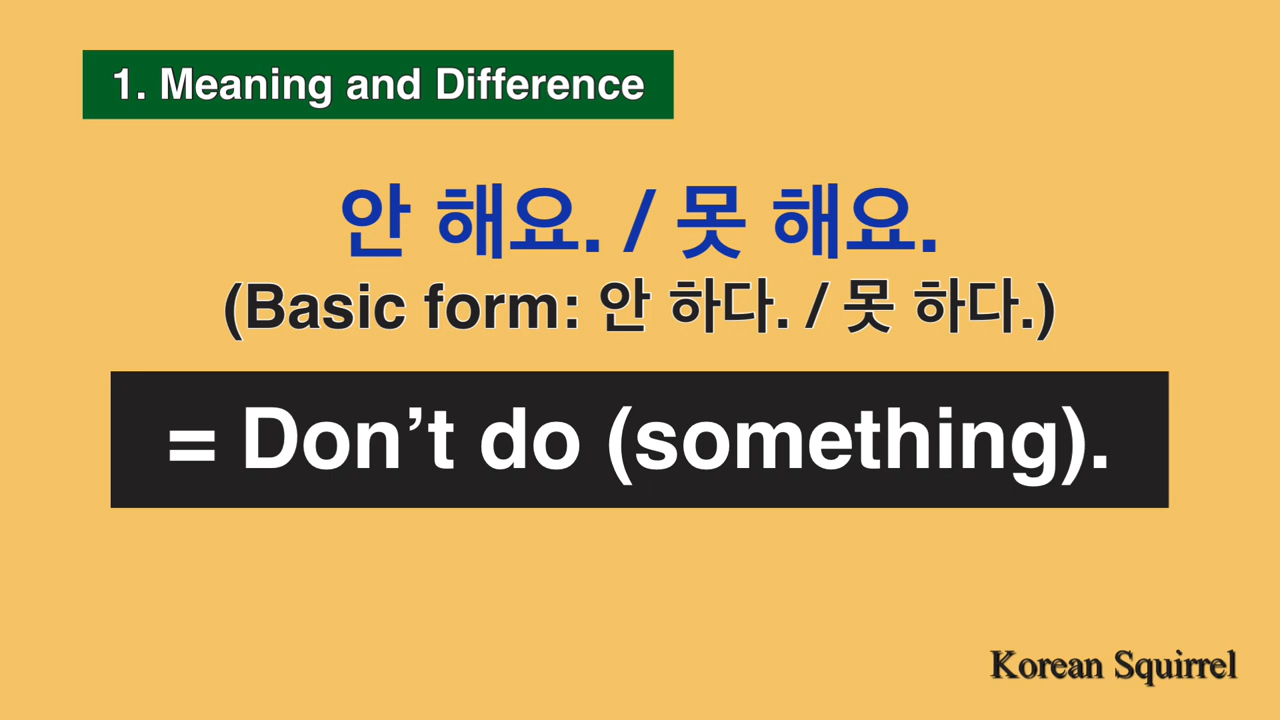 1. Meaning and Difference
안 해요. / 못 해요.
(Basic form: 안 하다. / 못 하다.)
= Don’t do (something).
Korean Squirrel